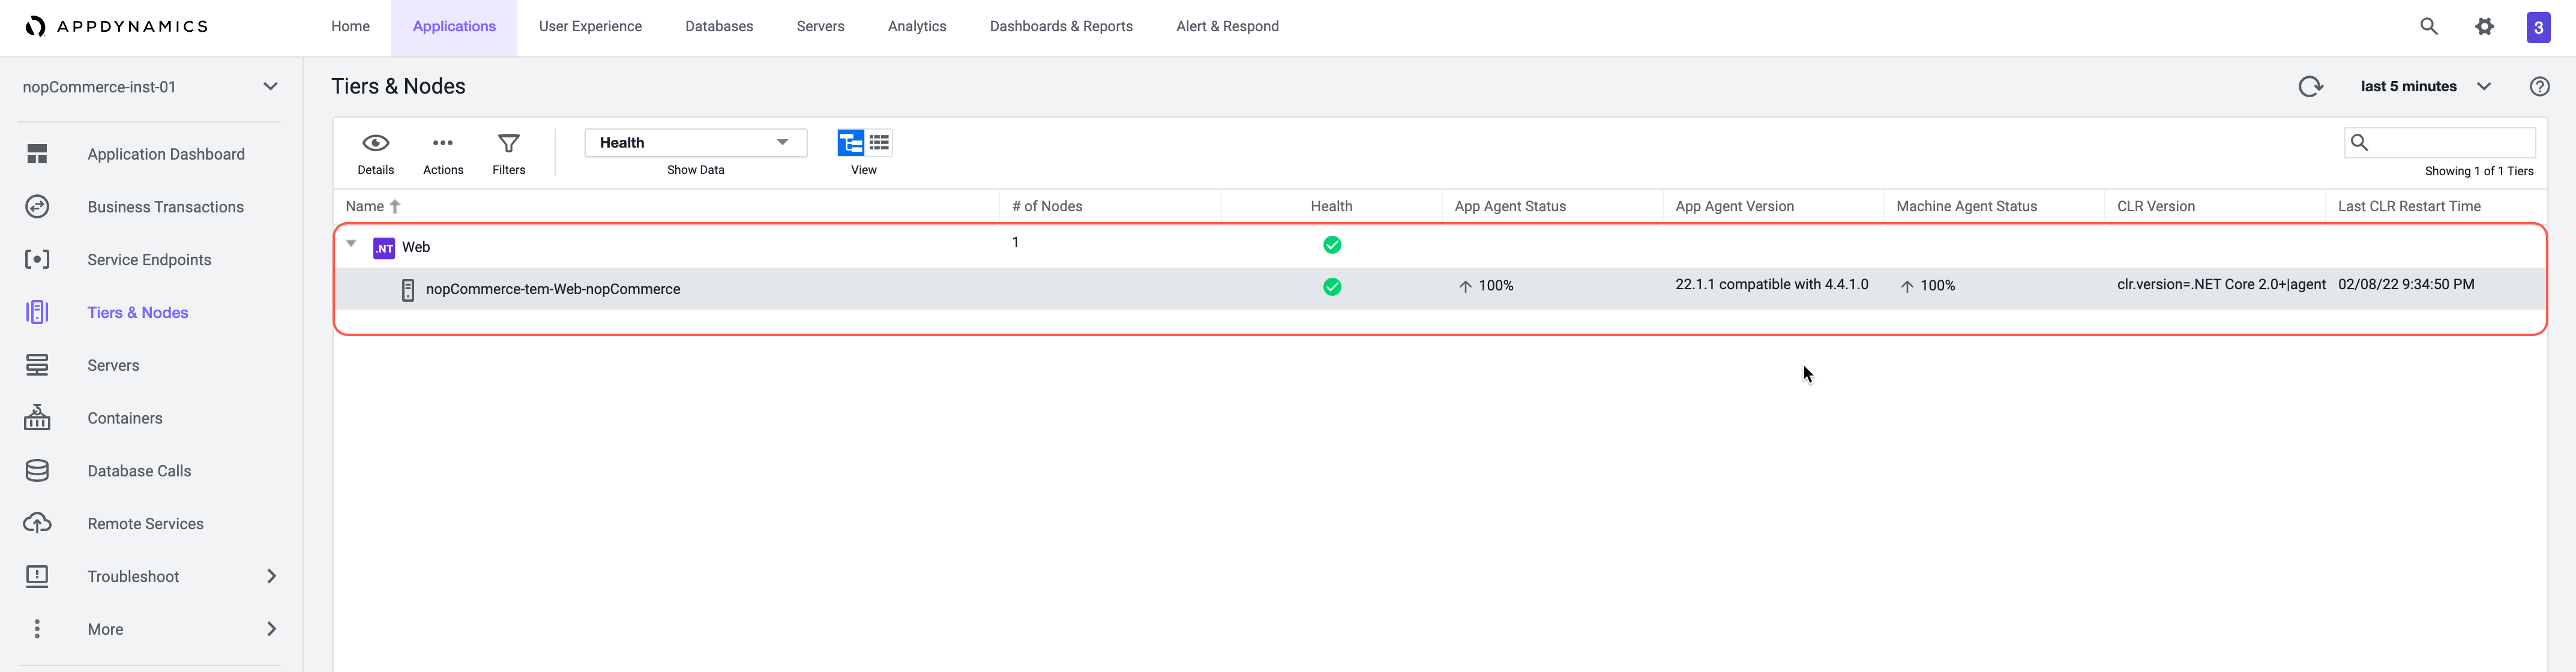 APPDYNAMICS
Home Applications User Experience Databases Servers Analytics Dashboards & Reports Alert & Respond
3
nopCommerce-inst-01
Application Dashboard
Business Transactions
Service Endpoints
Tiers & Nodes
Servers
Containers
Database Calls
Remote Services
Troubleshoot
More
Tiers & Nodes
last 5 minutes
Details Actions Filters
Health
Show Data
View
Showing 1 of 1 Tiers
Name # of Nodes Health App Agent Status App Agent Version Machine Agent Status CLR Version Last CLR Restart Time
.NT Web 1
nopCommerce-tem-Web-nopCommerce 100% 22.1.1 compatible with 4.4.1.0 100% clr.version=.NET Core 2.0+|agent 02/08/22 9:34:50 PM